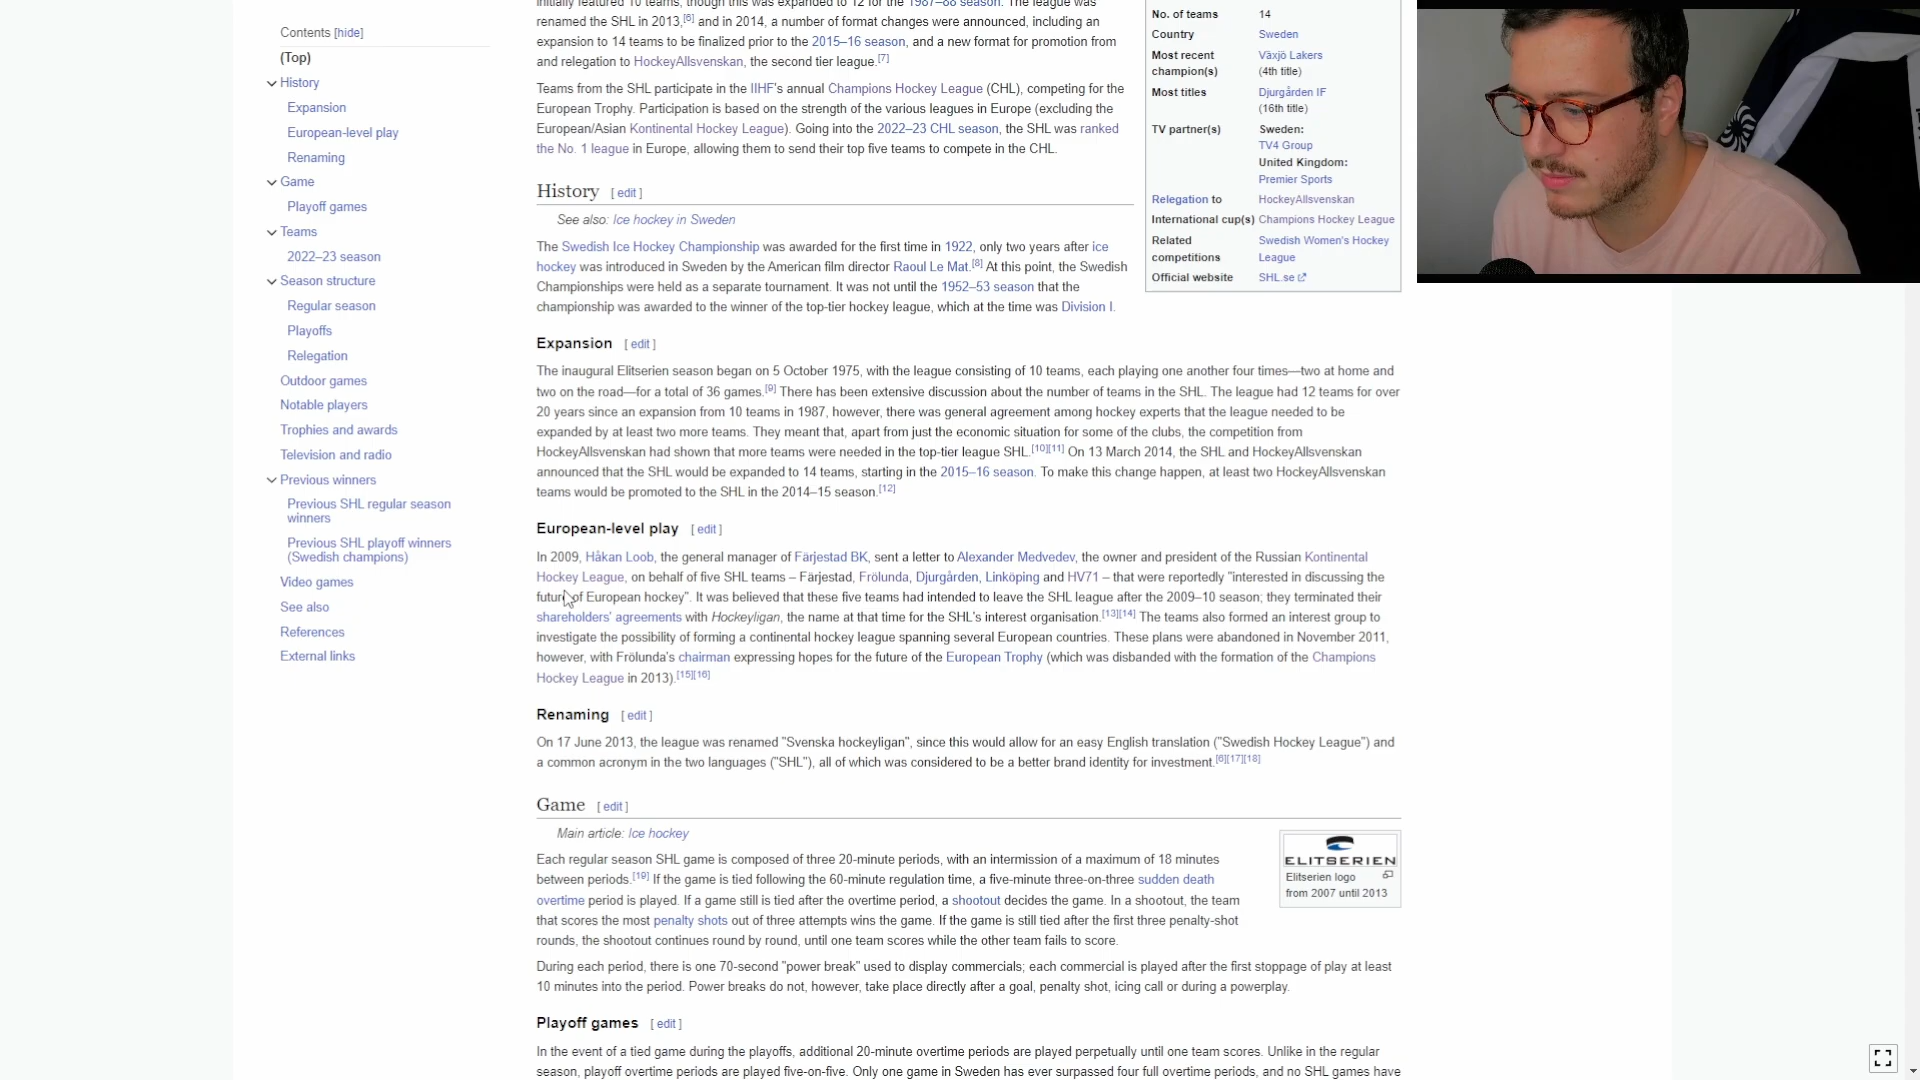 Contents [hide]
(Top)
History
Expansion
European-level play
Renaming
Game
Playoff games
Teams
2022–23 season
Season structure
Regular season
Playoffs
Relegation
Outdoor games
Notable players
Trophies and awards
Television and radio
Previous winners
Previous SHL regular season
winners
Previous SHL playoff winners
(Swedish champions)
Video games
See also
References
External links
initially featured 10 teams, though this was expanded to 12 for the 1987–88 season. The league was
renamed the SHL in 2013,[6] and in 2014, a number of format changes were announced, including an
expansion to 14 teams to be finalized prior to the 2015–16 season, and a new format for promotion from
and relegation to HockeyAllsvenskan, the second tier league.[7]
Teams from the SHL participate in the IIHF's annual Champions Hockey League (CHL), competing for the
European Trophy. Participation is based on the strength of the various leagues in Europe (excluding the
European/Asian Kontinental Hockey League). Going into the 2022–23 CHL season, the SHL was ranked
the No. 1 league in Europe, allowing them to send their top five teams to compete in the CHL.
No. of teams 14
Country Sweden
Most recent Växjö Lakers
champion(s) (4th title)
Most titles Djurgården IF
(16th title)
TV partner(s) Sweden:
TV4 Group
United Kingdom:
Premier Sports
Relegation to HockeyAllsvenskan
International cup(s) Champions Hockey League
Related Swedish Women's Hockey
competitions League
Official website SHL.se
History [ edit ]
See also: Ice hockey in Sweden
The Swedish Ice Hockey Championship was awarded for the first time in 1922, only two years after ice
hockey was introduced in Sweden by the American film director Raoul Le Mat.[8] At this point, the Swedish
Championships were held as a separate tournament. It was not until the 1952–53 season that the
championship was awarded to the winner of the top-tier hockey league, which at the time was Division I.
Expansion [ edit ]
The inaugural Elitserien season began on 5 October 1975, with the league consisting of 10 teams, each playing one another four times—two at home and
two on the road—for a total of 36 games.[9] There has been extensive discussion about the number of teams in the SHL. The league had 12 teams for over
20 years since an expansion from 10 teams in 1987, however, there was general agreement among hockey experts that the league needed to be
expanded by at least two more teams. They meant that, apart from just the economic situation for some of the clubs, the competition from
HockeyAllsvenskan had shown that more teams were needed in the top-tier league SHL.[10][11] On 13 March 2014, the SHL and HockeyAllsvenskan
announced that the SHL would be expanded to 14 teams, starting in the 2015–16 season. To make this change happen, at least two HockeyAllsvenskan
teams would be promoted to the SHL in the 2014–15 season.[12]
European-level play [ edit ]
In 2009, Håkan Loob, the general manager of Färjestad BK, sent a letter to Alexander Medvedev, the owner and president of the Russian Kontinental
Hockey League, on behalf of five SHL teams – Färjestad, Frölunda, Djurgården, Linköping and HV71 – that were reportedly "interested in discussing the
future of European hockey". It was believed that these five teams had intended to leave the SHL league after the 2009–10 season; they terminated their
shareholders' agreements with Hockeyligan, the name at that time for the SHL's interest organisation.[13][14] The teams also formed an interest group to
investigate the possibility of forming a continental hockey league spanning several European countries. These plans were abandoned in November 2011,
however, with Frölunda's chairman expressing hopes for the future of the European Trophy (which was disbanded with the formation of the Champions
Hockey League in 2013).[15][16]
Renaming [ edit ]
On 17 June 2013, the league was renamed "Svenska hockeyligan", since this would allow for an easy English translation ("Swedish Hockey League") and
a common acronym in the two languages ("SHL"), all of which was considered to be a better brand identity for investment.[6][17][18]
Game [ edit ]
Main article: Ice hockey
Each regular season SHL game is composed of three 20-minute periods, with an intermission of a maximum of 18 minutes
between periods.[19] If the game is tied following the 60-minute regulation time, a five-minute three-on-three sudden death
overtime period is played. If a game still is tied after the overtime period, a shootout decides the game. In a shootout, the team
that scores the most penalty shots out of three attempts wins the game. If the game is still tied after the first three penalty-shot
rounds, the shootout continues round by round, until one team scores while the other team fails to score.
ELITSERIEN
Elitserien logo
from 2007 until 2013
During each period, there is one 70-second "power break" used to display commercials; each commercial is played after the first stoppage of play at least
10 minutes into the period. Power breaks do not, however, take place directly after a goal, penalty shot, icing call or during a powerplay.
Playoff games [ edit ]
In the event of a tied game during the playoffs, additional 20-minute overtime periods are played perpetually until one team scores. Unlike in the regular
season, playoff overtime periods are played five-on-five. Only one game in Sweden has ever surpassed four full overtime periods, and no SHL games have